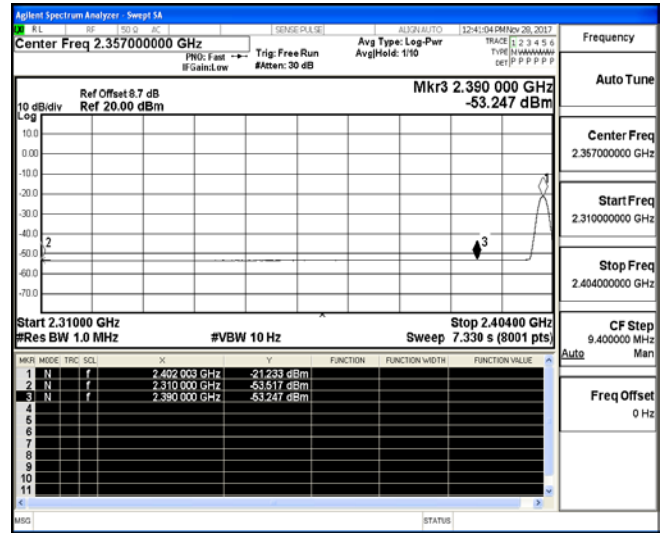 Agilent Spectrum Analyzer - Swept SA
RL RF 50 Ω AC SENSE:PULSE ALIGN AUTO 12:41:04 PM Nov 28, 2017
Center Freq 2.357000000 GHz
PNO: Fast
IFGain:Low
Trig: Free Run
#Atten: 30 dB
Avg Type: Log-Pwr
Avg|Hold: 1/10
TRACE 1 2 3 4 5 6
TYPE
DET P P P P P P
Frequency
Auto Tune
Center Freq
2.357000000 GHz
Start Freq
2.310000000 GHz
Stop Freq
2.404000000 GHz
CF Step
9.400000 MHz
Auto Man
Freq Offset
0 Hz
Mkr3 2.390 000 GHz
-53.247 dBm
Ref Offset 8.7 dB
10 dB/div Ref 20.00 dBm
Log
10.0
0.00
-10.0
-20.0
-30.0
-40.0
-50.0
-60.0
-70.0
1
2
3
Start 2.31000 GHz Stop 2.40400 GHz
#Res BW 1.0 MHz #VBW 10 Hz Sweep 7.330 s (8001 pts)
MKR MODE TRC SCL X Y FUNCTION FUNCTION WIDTH FUNCTION VALUE
1 N f 2.402 003 GHz -21.233 dBm
2 N f 2.310 000 GHz -53.517 dBm
3 N f 2.390 000 GHz -53.247 dBm
4
5
6
7
8
9
10
11
MSG STATUS